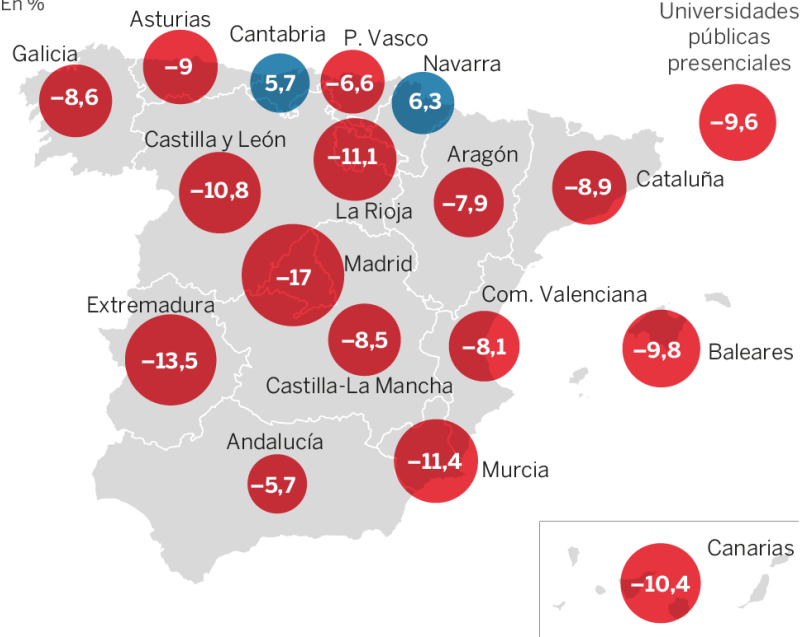 En %
Asturias
–9
Galicia
–8,6
Cantabria
5,7
P. Vasco
–6,6
Navarra
6,3
Universidades
públicas
presenciales
–9,6
Castilla y León
–10,8
–11,1
La Rioja
Aragón
–7,9
–8,9
Cataluña
–17
Madrid
Extremadura
–13,5
–8,5
Castilla-La Mancha
Com. Valenciana
–8,1
–9,8
Baleares
Andalucía
–5,7
–11,4
Murcia
Canarias
–10,4